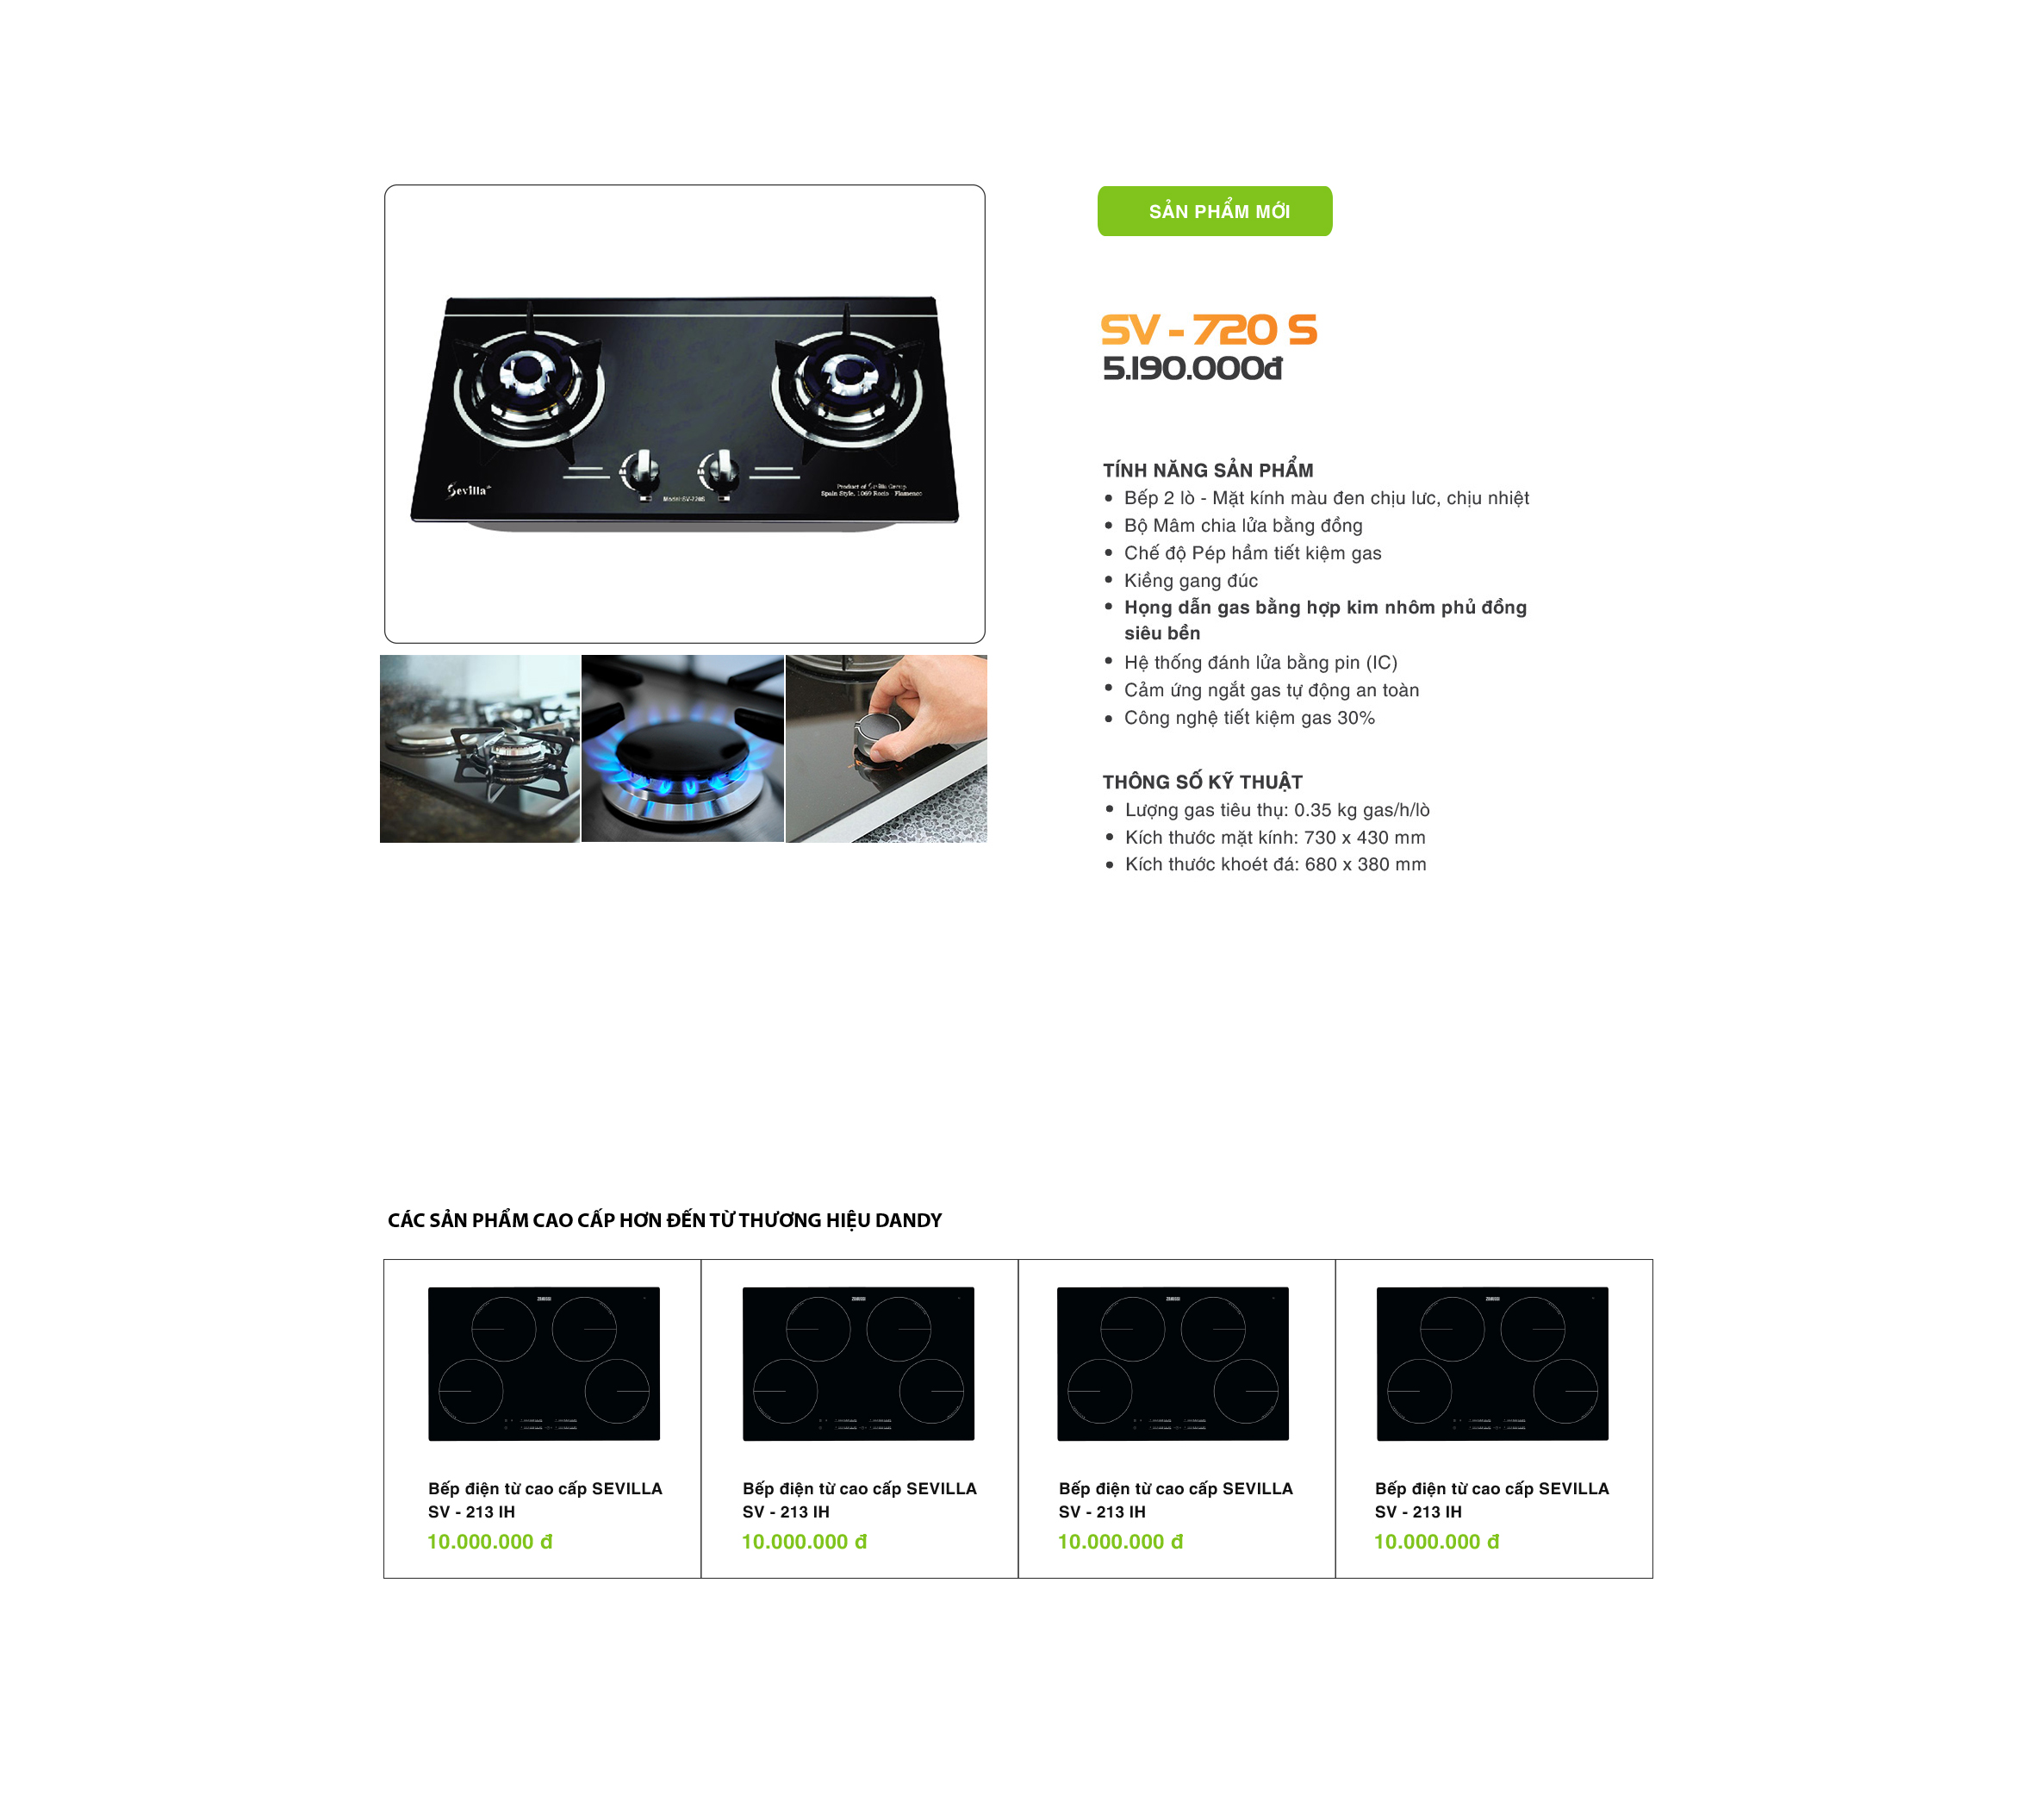 SẢN PHẨM MỚI
SV - 720 S
5.190.000đ
Sevilla
Model:SV-720S
Product of Sevilla Group.
Spain Style, 1069 Rocio - Flamenco
TÍNH NĂNG SẢN PHẨM
Bếp 2 lò - Mặt kính màu đen chịu lưc, chịu nhiệt
Bộ Mâm chia lửa bằng đồng
Chế độ Pép hầm tiết kiệm gas
Kiềng gang đúc
Họng dẫn gas bằng hợp kim nhôm phủ đồng
siêu bền
Hệ thống đánh lửa bằng pin (IC)
Cảm ứng ngắt gas tự động an toàn
Công nghệ tiết kiệm gas 30%
THÔNG SỐ KỸ THUẬT
Lượng gas tiêu thụ: 0.35 kg gas/h/lò
Kích thước mặt kính: 730 x 430 mm
Kích thước khoét đá: 680 x 380 mm
CÁC SẢN PHẨM CAO CẤP HƠN ĐẾN TỪ THƯƠNG HIỆU DANDY
Bếp điện từ cao cấp SEVILLA
SV - 213 IH
10.000.000 đ
Bếp điện từ cao cấp SEVILLA
SV - 213 IH
10.000.000 đ
Bếp điện từ cao cấp SEVILLA
SV - 213 IH
10.000.000 đ
Bếp điện từ cao cấp SEVILLA
SV - 213 IH
10.000.000 đ